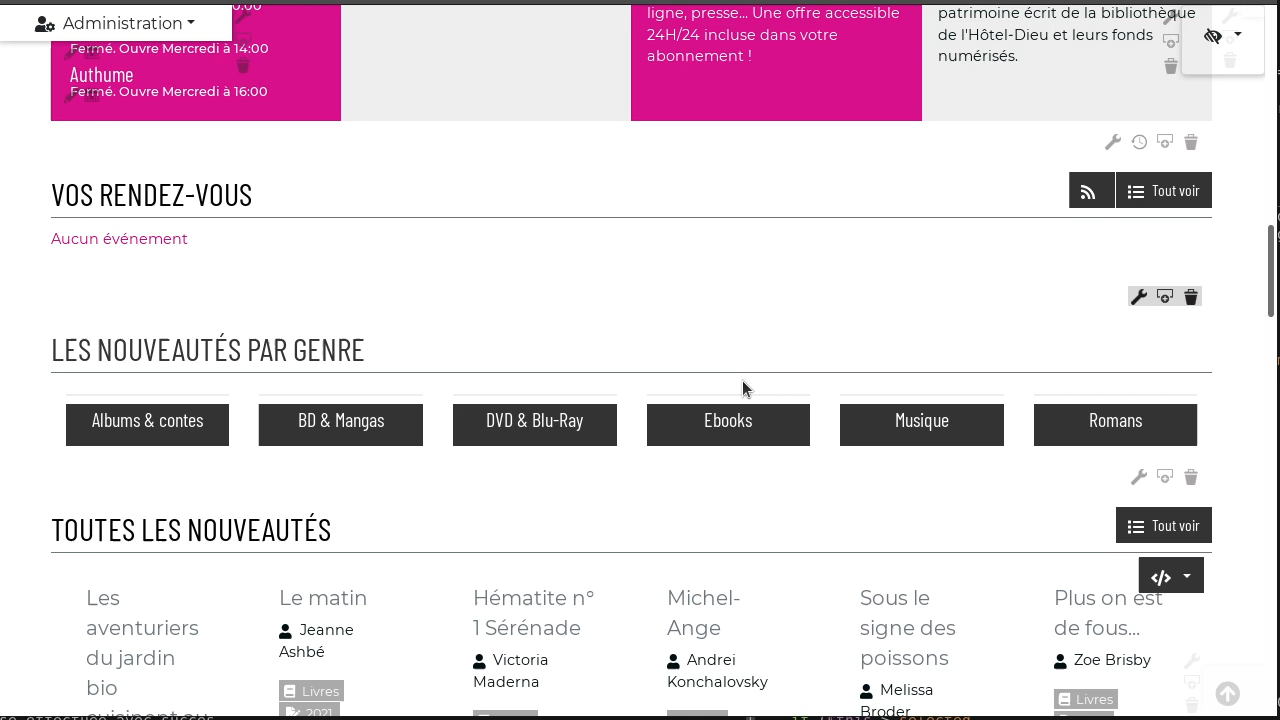 Administration
Fermé. Ouvre Mercredi à 14:00
Authume
Fermé. Ouvre Mercredi à 16:00
ligne, presse... Une offre accessible
24H/24 incluse dans votre
abonnement !
patrimoine écrit de la bibliothèque
de l'Hôtel-Dieu et leurs fonds
numérisés.
VOS RENDEZ-VOUS
Tout voir
Aucun événement
LES NOUVEAUTÉS PAR GENRE
Albums & contes
BD & Mangas
DVD & Blu-Ray
Ebooks
Musique
Romans
TOUTES LES NOUVEAUTÉS
Tout voir
Les
aventuriers
du jardin
bio
Le matin
Jeanne
Ashbé
Livres
2021
Hématite n°
1 Sérénade
Victoria
Maderna
Michel-
Ange
Andrei
Konchalovsky
Sous le
signe des
poissons
Melissa
Broder
Plus on est
de fous...
Zoe Brisby
Livres